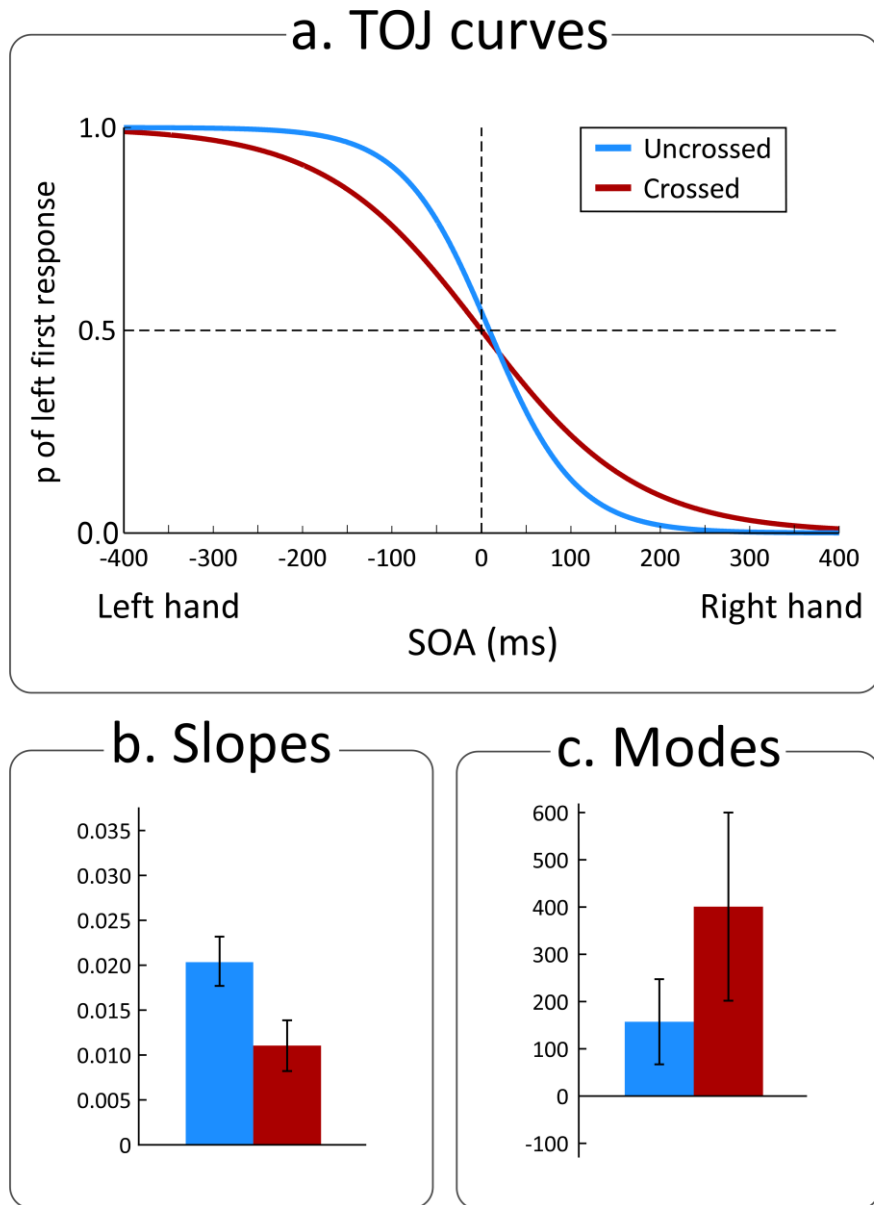 a. TOJ curves
1.0
Uncrossed
Crossed
p of left first response
0.5
0.0
-400 -300 -200 -100 0 100 200 300 400
Left hand Right hand
SOA (ms)
b. Slopes
0.035
0.030
0.025
0.020
0.015
0.010
0.005
0
c. Modes
600
500
400
300
200
100
0
-100